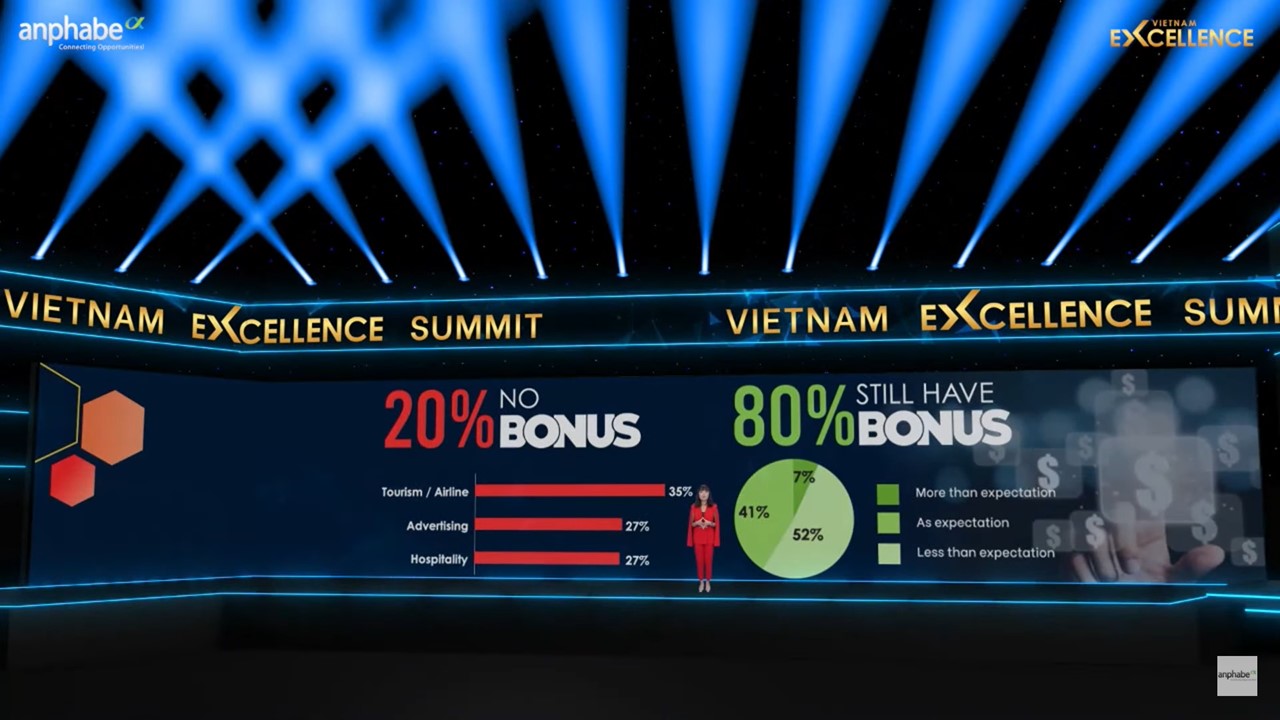 anphabe α
Connecting Opportunities!
VIETNAM
EXCELLENCE
VIETNAM EXCELLENCE SUMMIT
VIETNAM EXCELLENCE SUMM
20% NO BONUS
Tourism / Airline 35%
Advertising 27%
Hospitality 27%
80% STILL HAVE BONUS
7%
41%
52%
More than expectation
As expectation
Less than expectation
$
$
$
$
$
$
$
$
$
$
anphabe α